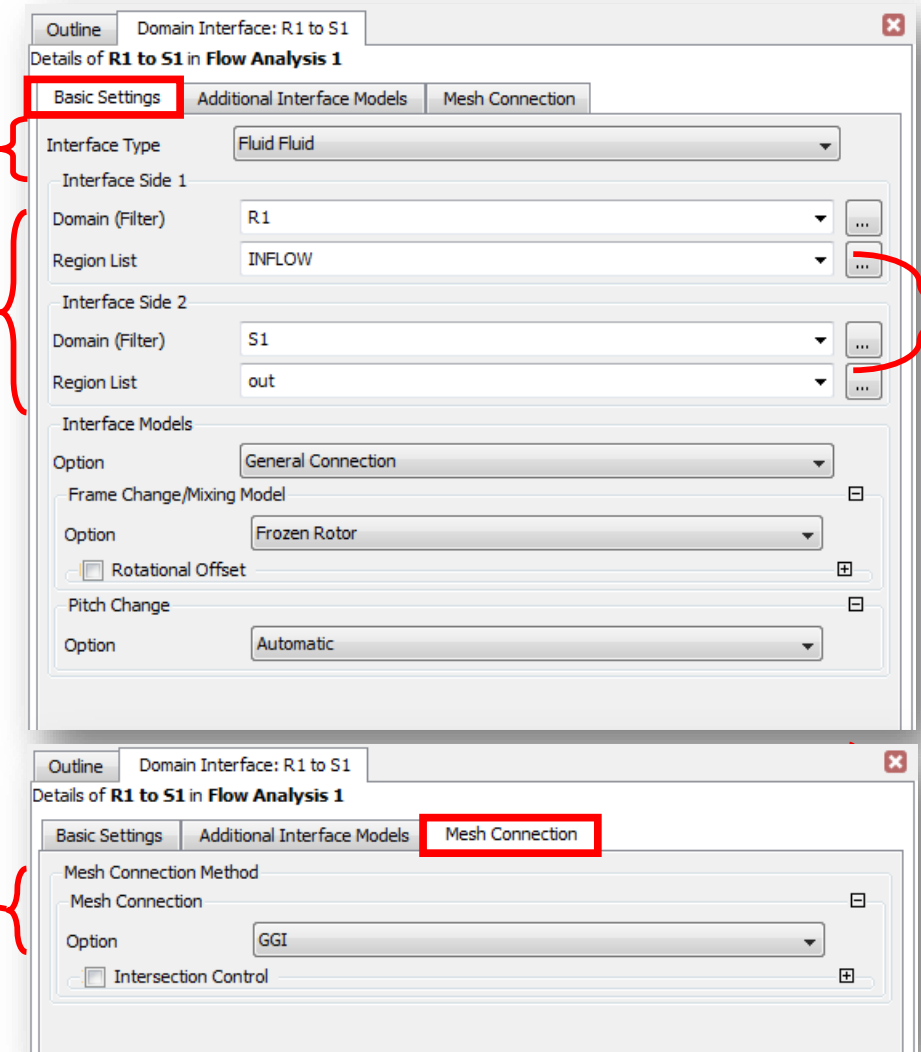 Outline Domain Interface: R1 to S1
Details of R1 to S1 in Flow Analysis 1
Basic Settings Additional Interface Models Mesh Connection
Interface Type Fluid Fluid
Interface Side 1
Domain (Filter) R1 ...
Region List INFLOW ...
Interface Side 2
Domain (Filter) S1 ...
Region List out ...
Interface Models
Option General Connection
Frame Change/Mixing Model
Option Frozen Rotor
Rotational Offset
Pitch Change
Option Automatic
Outline Domain Interface: R1 to S1
Details of R1 to S1 in Flow Analysis 1
Basic Settings Additional Interface Models Mesh Connection
Mesh Connection Method
Mesh Connection
Option GGI
Intersection Control